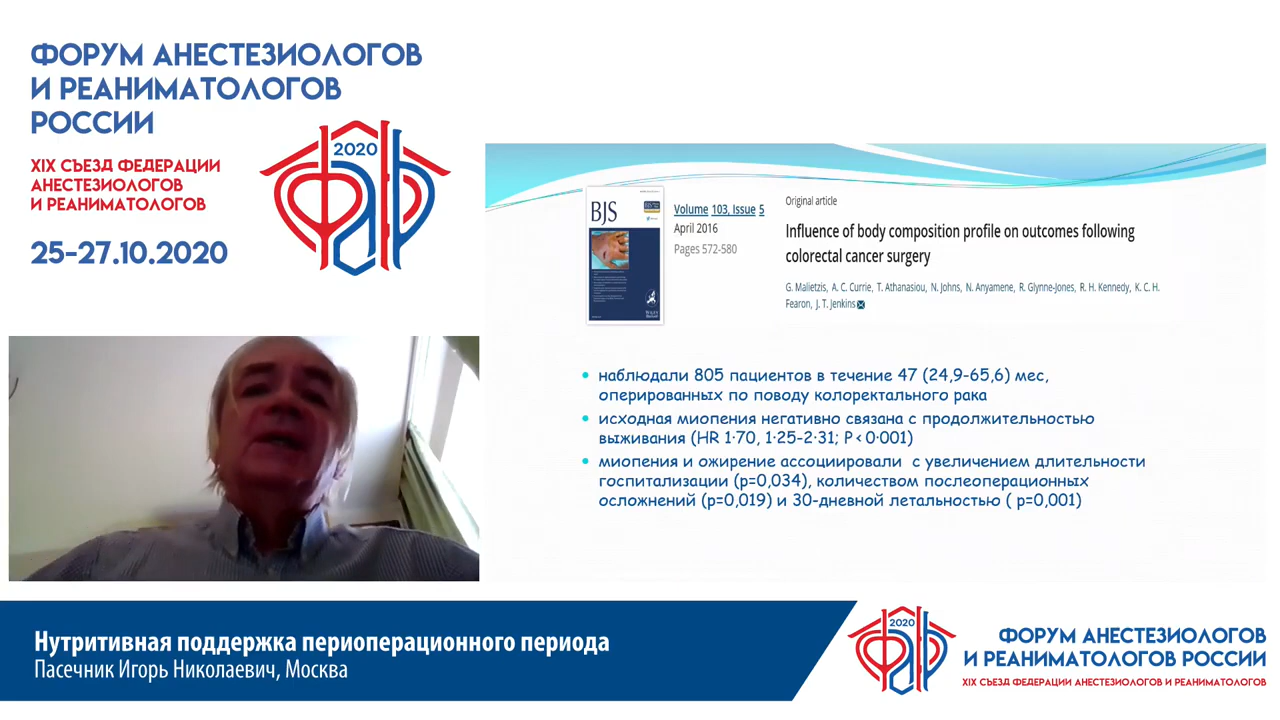 ФОРУМ АНЕСТЕЗИОЛОГОВ
И РЕАНИМАТОЛОГОВ
РОССИИ
XIX СЪЕЗД ФЕДЕРАЦИИ
АНЕСТЕЗИОЛОГОВ
И РЕАНИМАТОЛОГОВ
25-27.10.2020
2020
BJS
Volume 103, Issue 5
April 2016
Pages 572-580
Original article
Influence of body composition profile on outcomes following
colorectal cancer surgery
G. Malietzis, A. C. Currie, T. Athanasiou, N. Johns, N. Anyamene, R. Glynne-Jones, R. H. Kennedy, K. C. H.
Fearon, J. T. Jenkins
наблюдали 805 пациентов в течение 47 (24,9-65,6) мес,
оперированных по поводу колоректального рака
исходная миопения негативно связана с продолжительностью
выживания (HR 1·70, 1·25-2·31; P < 0·001)
миопения и ожирение ассоциировали с увеличением длительности
госпитализации (p=0,034), количеством послеоперационных
осложнений (p=0,019) и 30-дневной летальностью ( p=0,001)
Нутритивная поддержка периоперационного периода
Пасечник Игорь Николаевич, Москва
2020
ФОРУМ АНЕСТЕЗИОЛОГОВ
И РЕАНИМАТОЛОГОВ РОССИИ
XIX СЪЕЗД ФЕДЕРАЦИИ АНЕСТЕЗИОЛОГОВ И РЕАНИМАТОЛОГОВ